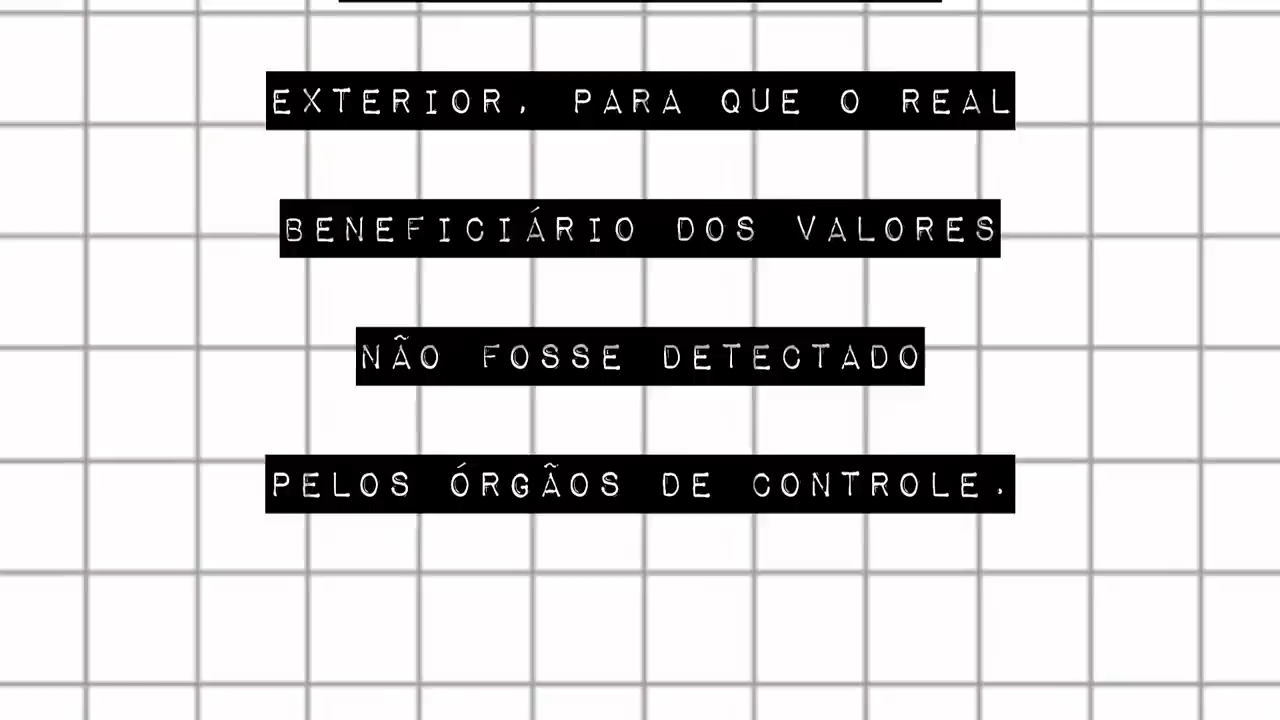 EXTERIOR, PARA QUE O REAL
BENEFICIÁRIO DOS VALORES
NÃO FOSSE DETECTADO
PELOS ÓRGÃOS DE CONTROLE.